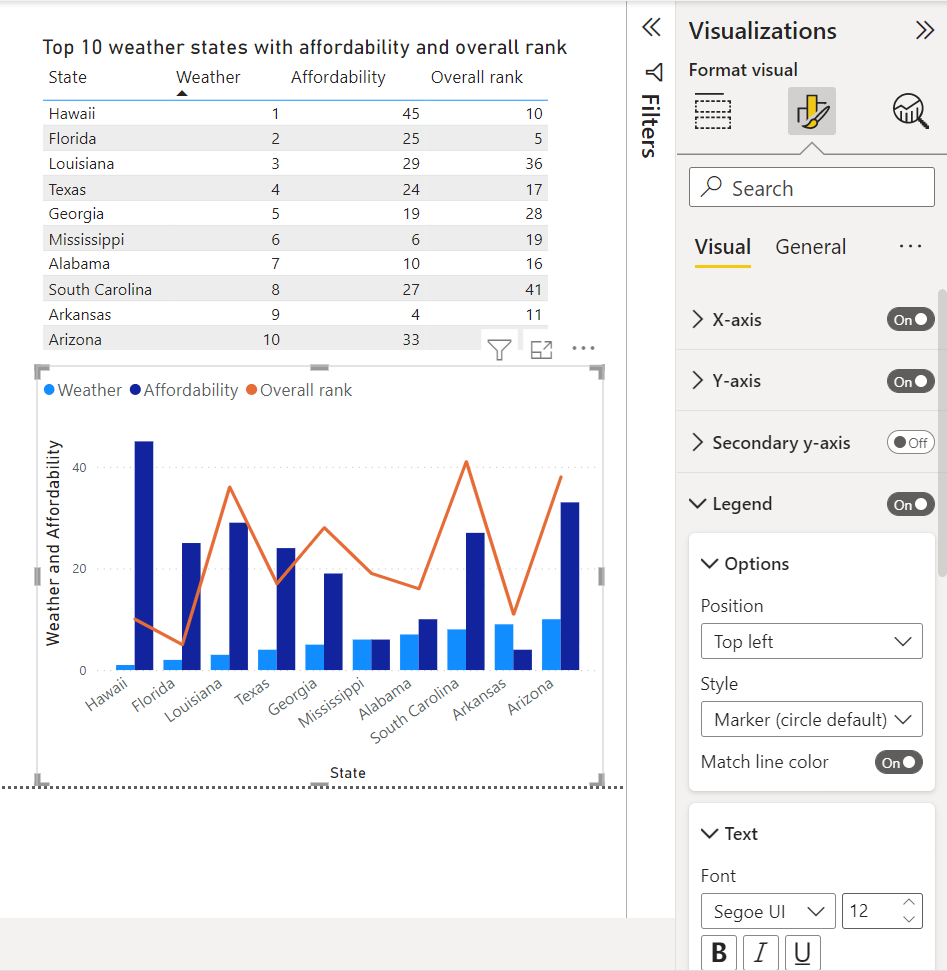 Top 10 weather states with affordability and overall rank
State Weather Affordability Overall rank
Hawaii 1 45 10
Florida 2 25 5
Louisiana 3 29 36
Texas 4 24 17
Georgia 5 19 28
Mississippi 6 6 19
Alabama 7 10 16
South Carolina 8 27 41
Arkansas 9 4 11
Arizona 10 33
Weather Affordability Overall rank
Weather and Affordability
40
20
0
Hawaii Florida Louisiana Texas Georgia Mississippi Alabama South Carolina Arkansas Arizona
State
Filters
Visualizations
Format visual
Search
Visual General
X-axis On
Y-axis On
Secondary y-axis Off
Legend On
Options
Position
Top left
Style
Marker (circle default)
Match line color On
Text
Font
Segoe UI 12
B I U